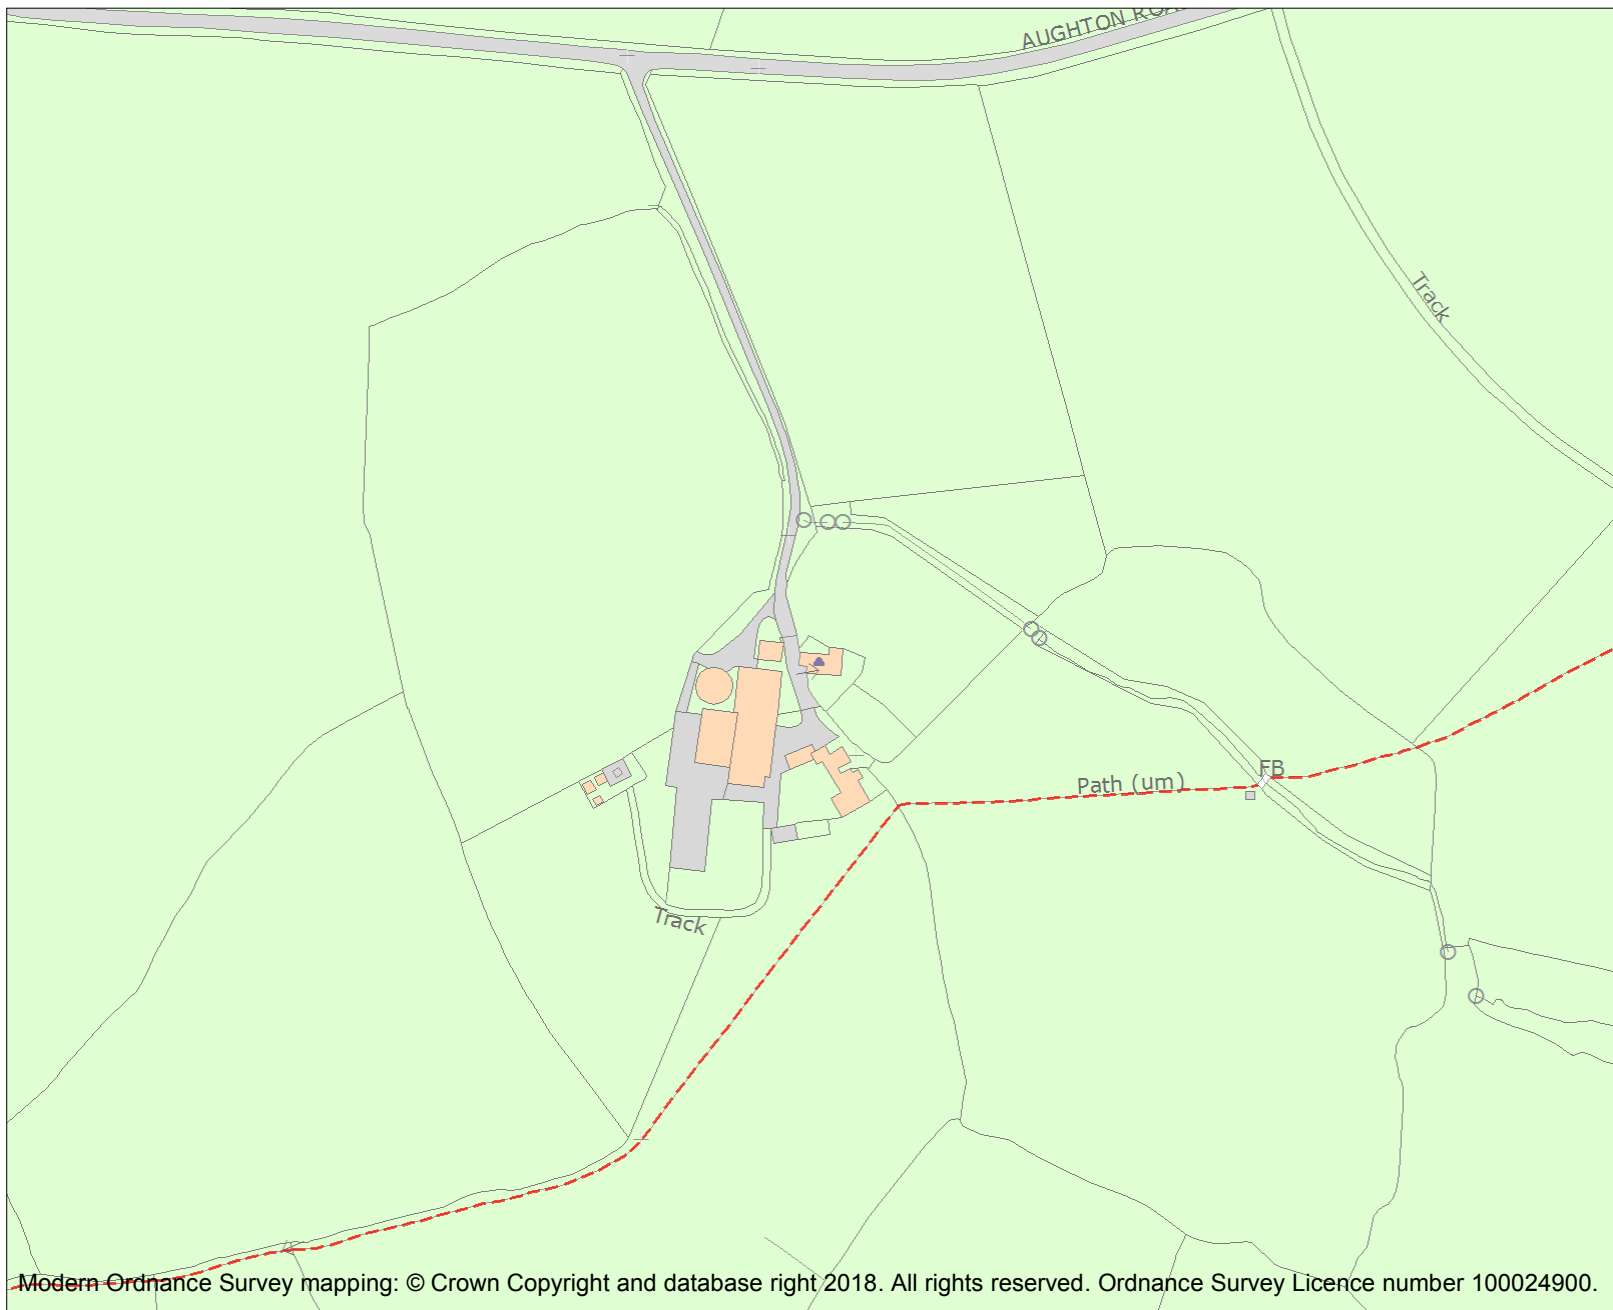 AUGHTON ROA
Track
FB
Path (um)
Track
Modern Ordnance Survey mapping: © Crown Copyright and database right 2018. All rights reserved. Ordnance Survey Licence number 100024900.